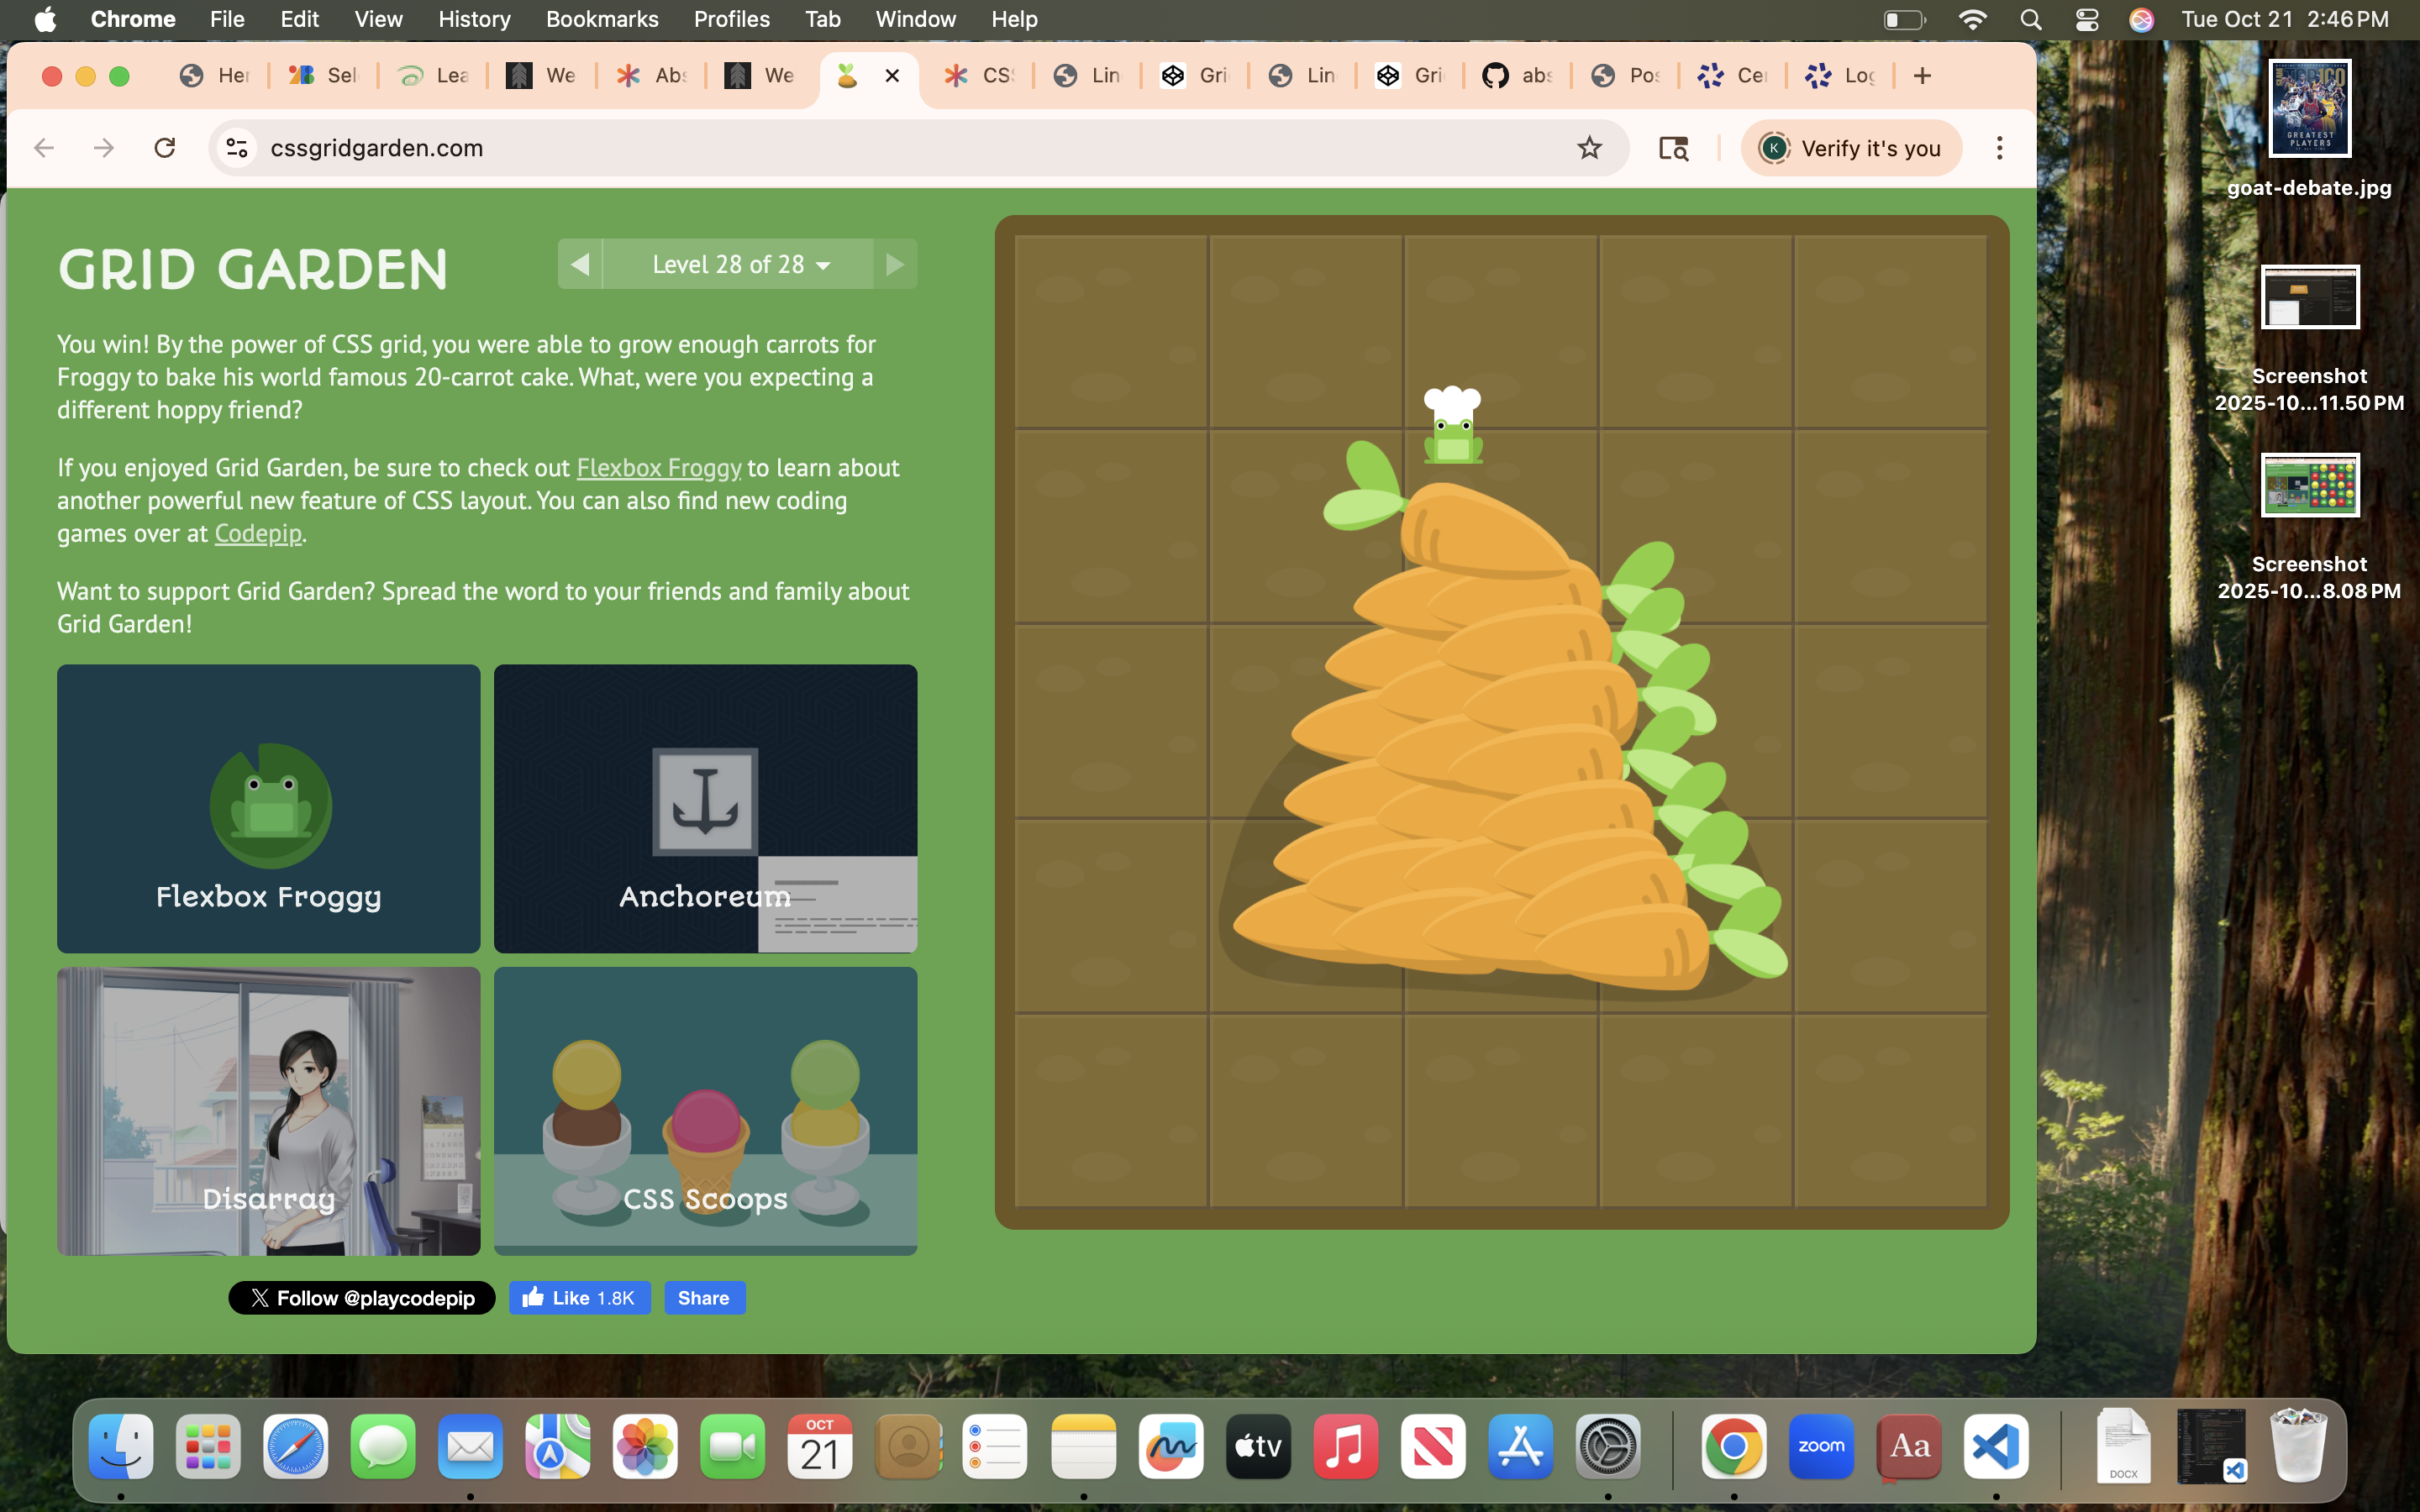 Chrome File Edit View History Bookmarks Profiles Tab Window Help Tue Oct 21 2:46 PM
Her Sel Lea We Abs We CSS Lin Gri Lin Gri abs Pos Cer Log
cssgridgarden.com K Verify it's you
GRID GARDEN
Level 28 of 28
You win! By the power of CSS grid, you were able to grow enough carrots for
Froggy to bake his world famous 20-carrot cake. What, were you expecting a
different hoppy friend?
If you enjoyed Grid Garden, be sure to check out Flexbox Froggy to learn about
another powerful new feature of CSS layout. You can also find new coding
games over at Codepip.
Want to support Grid Garden? Spread the word to your friends and family about
Grid Garden!
Flexbox Froggy
Anchoreum
Disarray
CSS Scoops
Follow @playcodepip
Like 1.8K
Share
GREATEST
PLAYERS
goat-debate.jpg
Screenshot
2025-10...11.50 PM
Screenshot
2025-10...8.08 PM
OCT
21
tv
zoom
Aa
DOCX